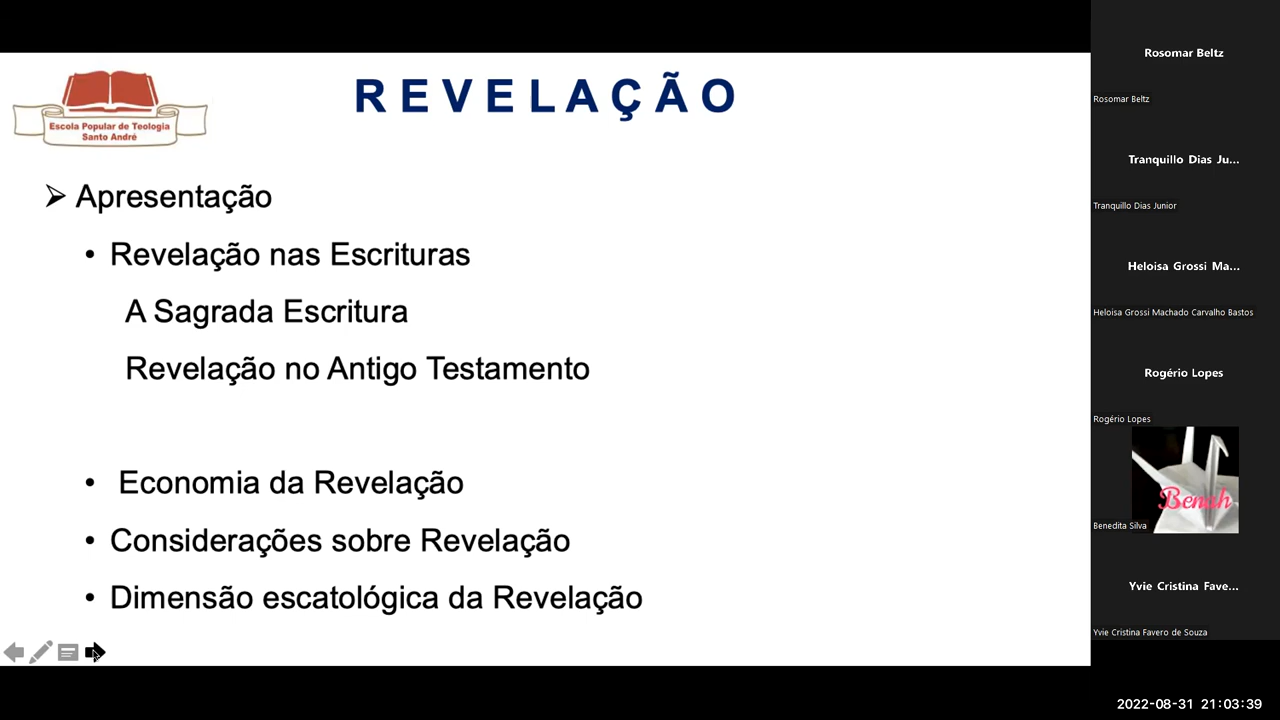 REVELAÇÃO
Escola Popular de Teologia
Santo André
➢ Apresentação
• Revelação nas Escrituras
A Sagrada Escritura
Revelação no Antigo Testamento
• Economia da Revelação
• Considerações sobre Revelação
• Dimensão escatológica da Revelação
Rosomar Beltz
Rosomar Beltz
Tranquillo Dias Ju...
Tranquillo Dias Junior
Heloisa Grossi Ma...
Heloisa Grossi Machado Carvalho Bastos
Rogério Lopes
Rogério Lopes
Benah
Benedita Silva
Yvie Cristina Fave...
Yvie Cristina Favero de Souza
2022-08-31 21:03:39